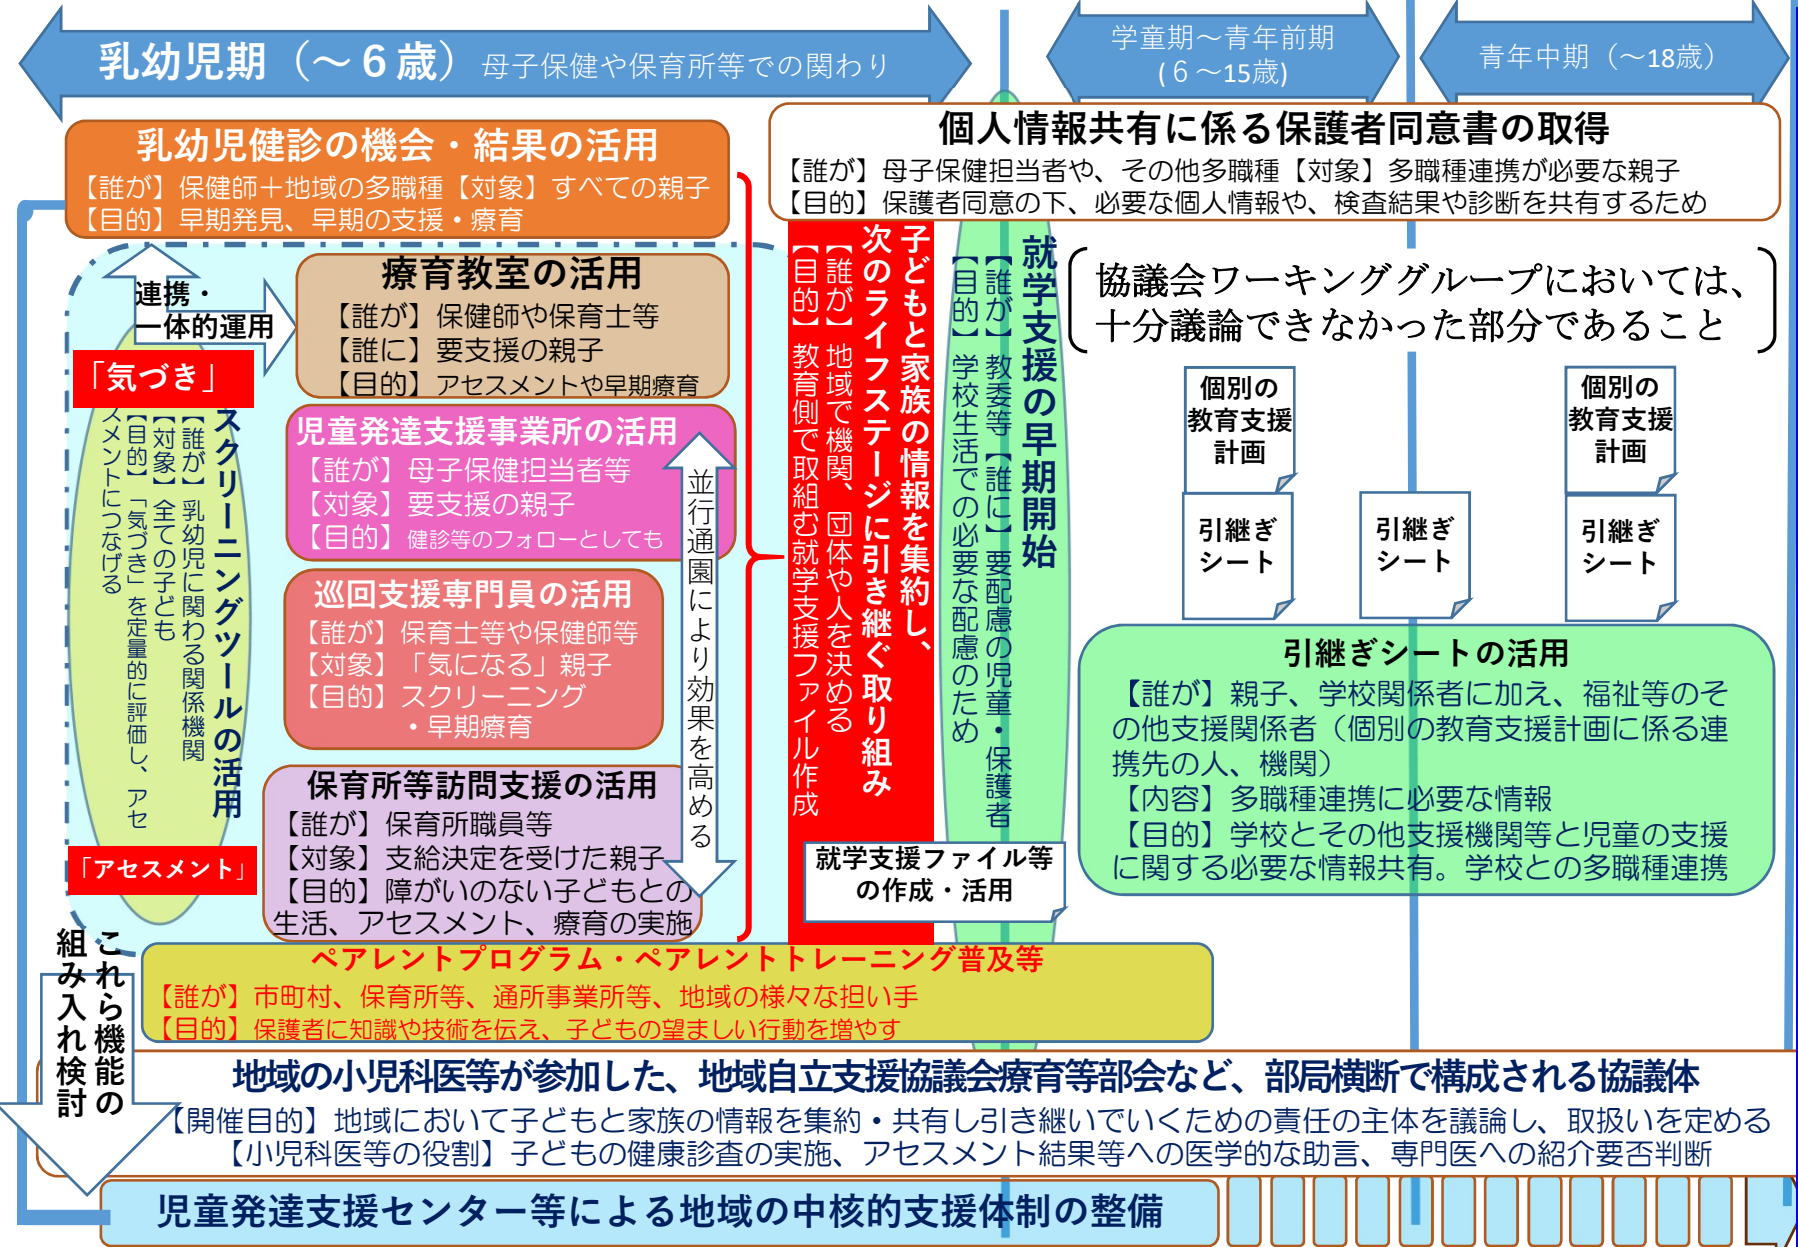 乳幼児期（～６歳）母子保健や保育所等での関わり
学童期～青年前期
(６～15歳)
青年中期（～18歳）
乳幼児健診の機会・結果の活用
【誰が】保健師＋地域の多職種【対象】すべての親子
【目的】早期発見、早期の支援・療育
個人情報共有に係る保護者同意書の取得
【誰が】母子保健担当者や、その他多職種【対象】多職種連携が必要な親子
【目的】保護者同意の下、必要な個人情報や、検査結果や診断を共有するため
連携・
一体的運用
「気づき」
スクリーニングツールの活用
【誰が】乳幼児に関わる関係機関
【対象】全ての子ども
【目的】「気づき」を定量的に評価し、アセ
スメントにつなげる
「アセスメント」
療育教室の活用
【誰が】保健師や保育士等
【誰に】要支援の親子
【目的】アセスメントや早期療育
児童発達支援事業所の活用
【誰が】母子保健担当者等
【対象】要支援の親子
【目的】健診等のフォローとしても
巡回支援専門員の活用
【誰が】保育士等や保健師等
【対象】「気になる」親子
【目的】スクリーニング
・早期療育
保育所等訪問支援の活用
【誰が】保育所職員等
【対象】支給決定を受けた親子
【目的】障がいのない子どもとの
生活、アセスメント、療育の実施
並行通園により効果を高める
子どもと家族の情報を集約し、
次のライフステージに引き継ぐ取り組み
【誰が】地域で機関、団体や人を決める
【目的】教育側で取組む就学支援ファイル作成
就学支援の早期開始
【誰が】教委等【誰に】要配慮の児童・保護者
【目的】学校生活での必要な配慮のため
就学支援ファイル等
の作成・活用
協議会ワーキンググループにおいては、
十分議論できなかった部分であること
個別の
教育支援
計画
引継ぎ
シート
引継ぎ
シート
個別の
教育支援
計画
引継ぎ
シート
引継ぎシートの活用
【誰が】親子、学校関係者に加え、福祉等のそ
の他支援関係者（個別の教育支援計画に係る連
携先の人、機関）
【内容】多職種連携に必要な情報
【目的】学校とその他支援機関等と児童の支援
に関する必要な情報共有。学校との多職種連携
ペアレントプログラム・ペアレントトレーニング普及等
【誰が】市町村、保育所等、通所事業所等、地域の様々な担い手
【目的】保護者に知識や技術を伝え、子どもの望ましい行動を増やす
これら機能の
組み入れ検討
地域の小児科医等が参加した、地域自立支援協議会療育等部会など、部局横断で構成される協議体
【開催目的】地域において子どもと家族の情報を集約・共有し引き継いでいくための責任の主体を議論し、取扱いを定める
【小児科医等の役割】子どもの健康診査の実施、アセスメント結果等への医学的な助言、専門医への紹介要否判断
児童発達支援センター等による地域の中核的支援体制の整備